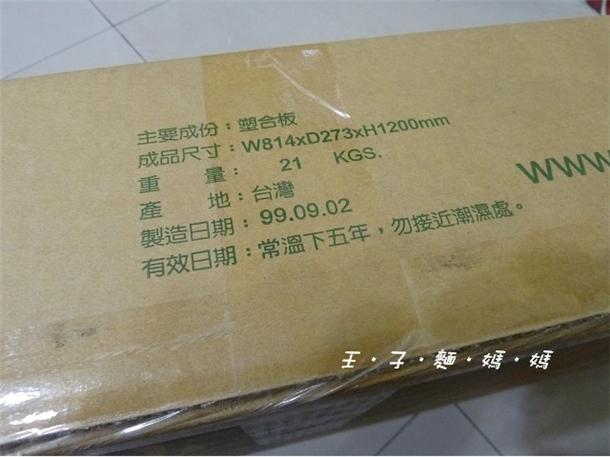 主要成份：塑合板
成品尺寸：W814xD273xH1200mm
重　　量：　21　KGS.
產　　地：台灣
製造日期：99.09.02
有效日期：常溫下五年，勿接近潮濕處。
WWW.
王・子・麵・媽・媽